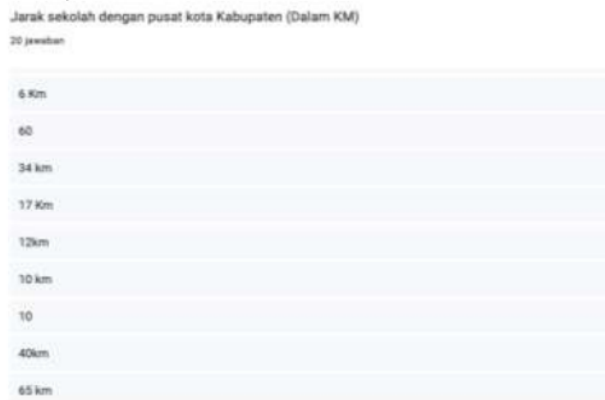 Jarak sekolah dengan pusat kota Kabupaten (Dalam KM)
20 jawaban
6 Km
60
34 km
17 Km
12km
10 km
10
40km
65 km